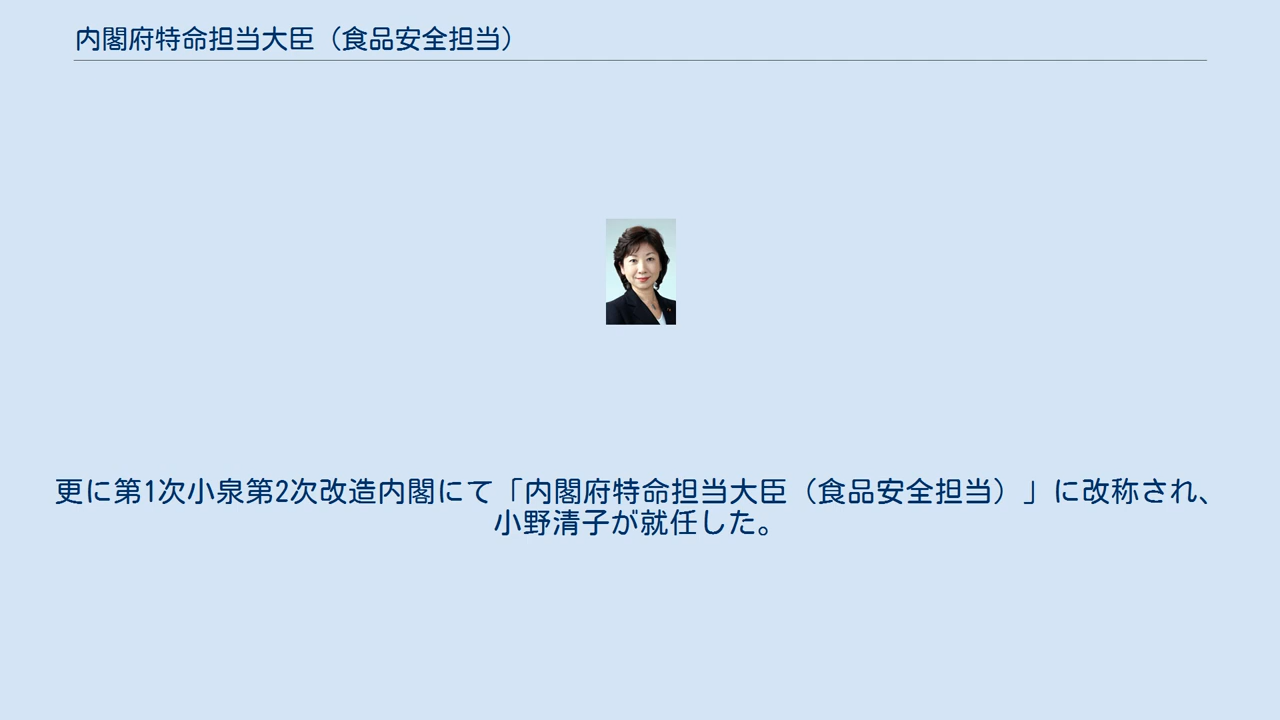 内閣府特命担当大臣（食品安全担当）
更に第1次小泉第2次改造内閣にて「内閣府特命担当大臣（食品安全担当）」に改称され、
小野清子が就任した。